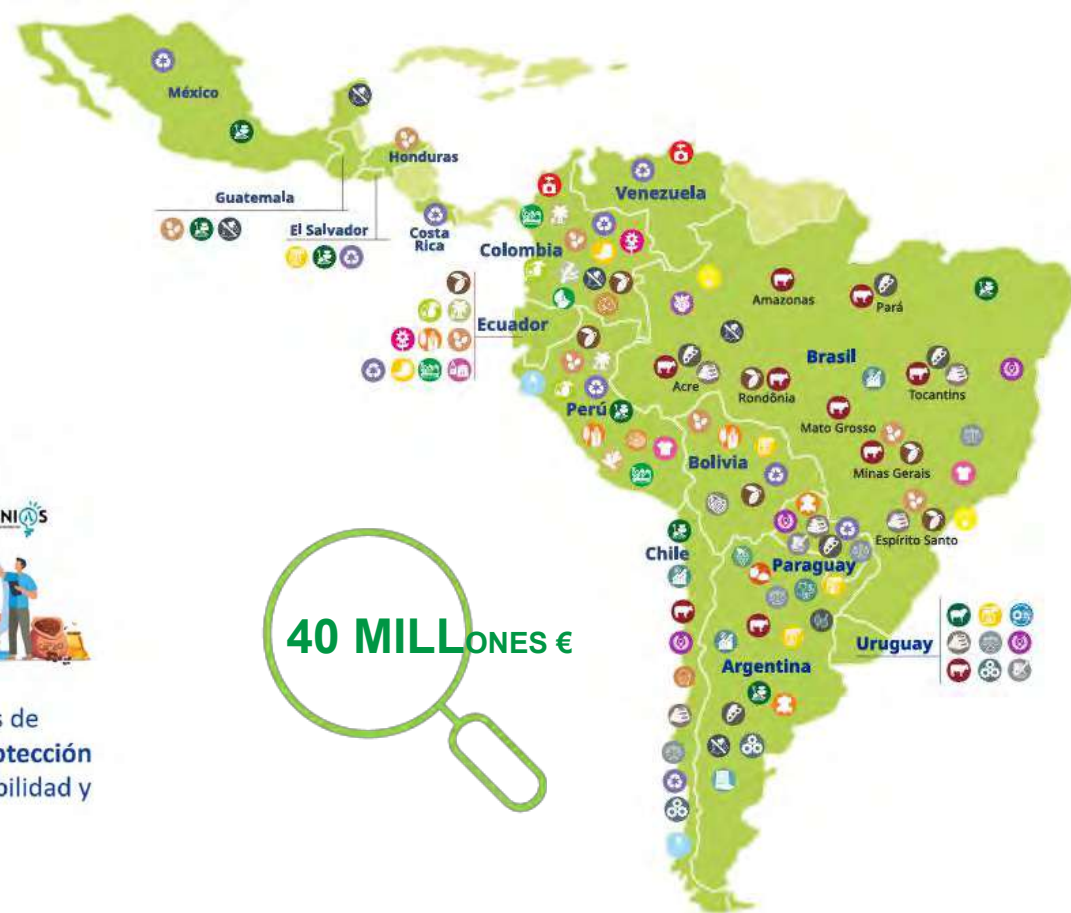 México
Honduras
Guatemala
El Salvador
Costa
Rica
Venezuela
Colombia
Ecuador
Amazonas
Pará
Brasil
Acre
Rondônia
Tocantins
Perú
Mato Grosso
Bolivia
Minas Gerais
Espírito Santo
Chile
Paraguay
Uruguay
Argentina
40 MILLONES €
s de
otección
bilidad y